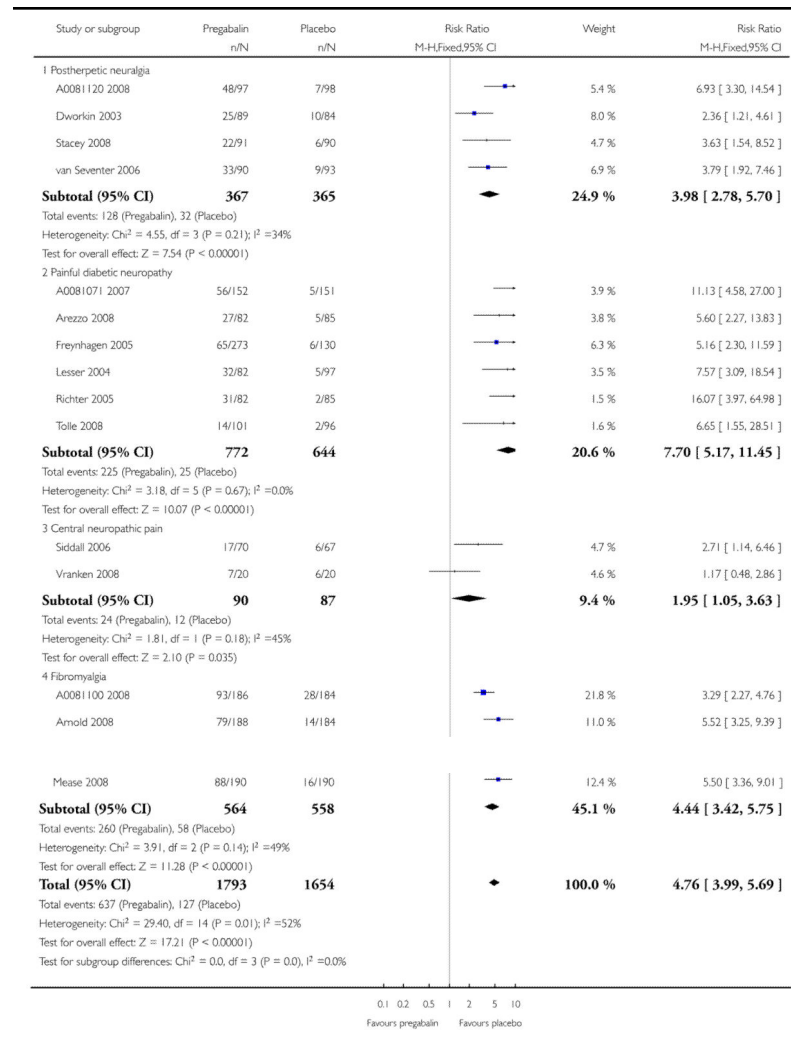 Study or subgroup Pregabalin Placebo Risk Ratio Weight Risk Ratio
n/N n/N M-H,Fixed,95% CI M-H,Fixed,95% CI
1 Postherpetic neuralgia
A0081120 2008 48/97 7/98 5.4 % 6.93 [ 3.30, 14.54 ]
Dworkin 2003 25/89 10/84 8.0 % 2.36 [ 1.21, 4.61 ]
Stacey 2008 22/91 6/90 4.7 % 3.63 [ 1.54, 8.52 ]
van Seventer 2006 33/90 9/93 6.9 % 3.79 [ 1.92, 7.46 ]
Subtotal (95% CI) 367 365 24.9 % 3.98 [ 2.78, 5.70 ]
Total events: 128 (Pregabalin), 32 (Placebo)
Heterogeneity: Chi² = 4.55, df = 3 (P = 0.21); I² =34%
Test for overall effect: Z = 7.54 (P < 0.00001)
2 Painful diabetic neuropathy
A0081071 2007 56/152 5/151 3.9 % 11.13 [ 4.58, 27.00 ]
Arezzo 2008 27/82 5/85 3.8 % 5.60 [ 2.27, 13.83 ]
Freynhagen 2005 65/273 6/130 6.3 % 5.16 [ 2.30, 11.59 ]
Lesser 2004 32/82 5/97 3.5 % 7.57 [ 3.09, 18.54 ]
Richter 2005 31/82 2/85 1.5 % 16.07 [ 3.97, 64.98 ]
Tolle 2008 14/101 2/96 1.6 % 6.65 [ 1.55, 28.51 ]
Subtotal (95% CI) 772 644 20.6 % 7.70 [ 5.17, 11.45 ]
Total events: 225 (Pregabalin), 25 (Placebo)
Heterogeneity: Chi² = 3.18, df = 5 (P = 0.67); I² =0.0%
Test for overall effect: Z = 10.07 (P < 0.00001)
3 Central neuropathic pain
Siddall 2006 17/70 6/67 4.7 % 2.71 [ 1.14, 6.46 ]
Vranken 2008 7/20 6/20 4.6 % 1.17 [ 0.48, 2.86 ]
Subtotal (95% CI) 90 87 9.4 % 1.95 [ 1.05, 3.63 ]
Total events: 24 (Pregabalin), 12 (Placebo)
Heterogeneity: Chi² = 1.81, df = 1 (P = 0.18); I² =45%
Test for overall effect: Z = 2.10 (P = 0.035)
4 Fibromyalgia
A0081100 2008 93/186 28/184 21.8 % 3.29 [ 2.27, 4.76 ]
Arnold 2008 79/188 14/184 11.0 % 5.52 [ 3.25, 9.39 ]
Mease 2008 88/190 16/190 12.4 % 5.50 [ 3.36, 9.01 ]
Subtotal (95% CI) 564 558 45.1 % 4.44 [ 3.42, 5.75 ]
Total events: 260 (Pregabalin), 58 (Placebo)
Heterogeneity: Chi² = 3.91, df = 2 (P = 0.14); I² =49%
Test for overall effect: Z = 11.28 (P < 0.00001)
Total (95% CI) 1793 1654 100.0 % 4.76 [ 3.99, 5.69 ]
Total events: 637 (Pregabalin), 127 (Placebo)
Heterogeneity: Chi² = 29.40, df = 14 (P = 0.01); I² =52%
Test for overall effect: Z = 17.21 (P < 0.00001)
Test for subgroup differences: Chi² = 0.0, df = 3 (P = 0.0), I² =0.0%
0.1 0.2 0.5 1 2 5 10
Favours pregabalin Favours placebo